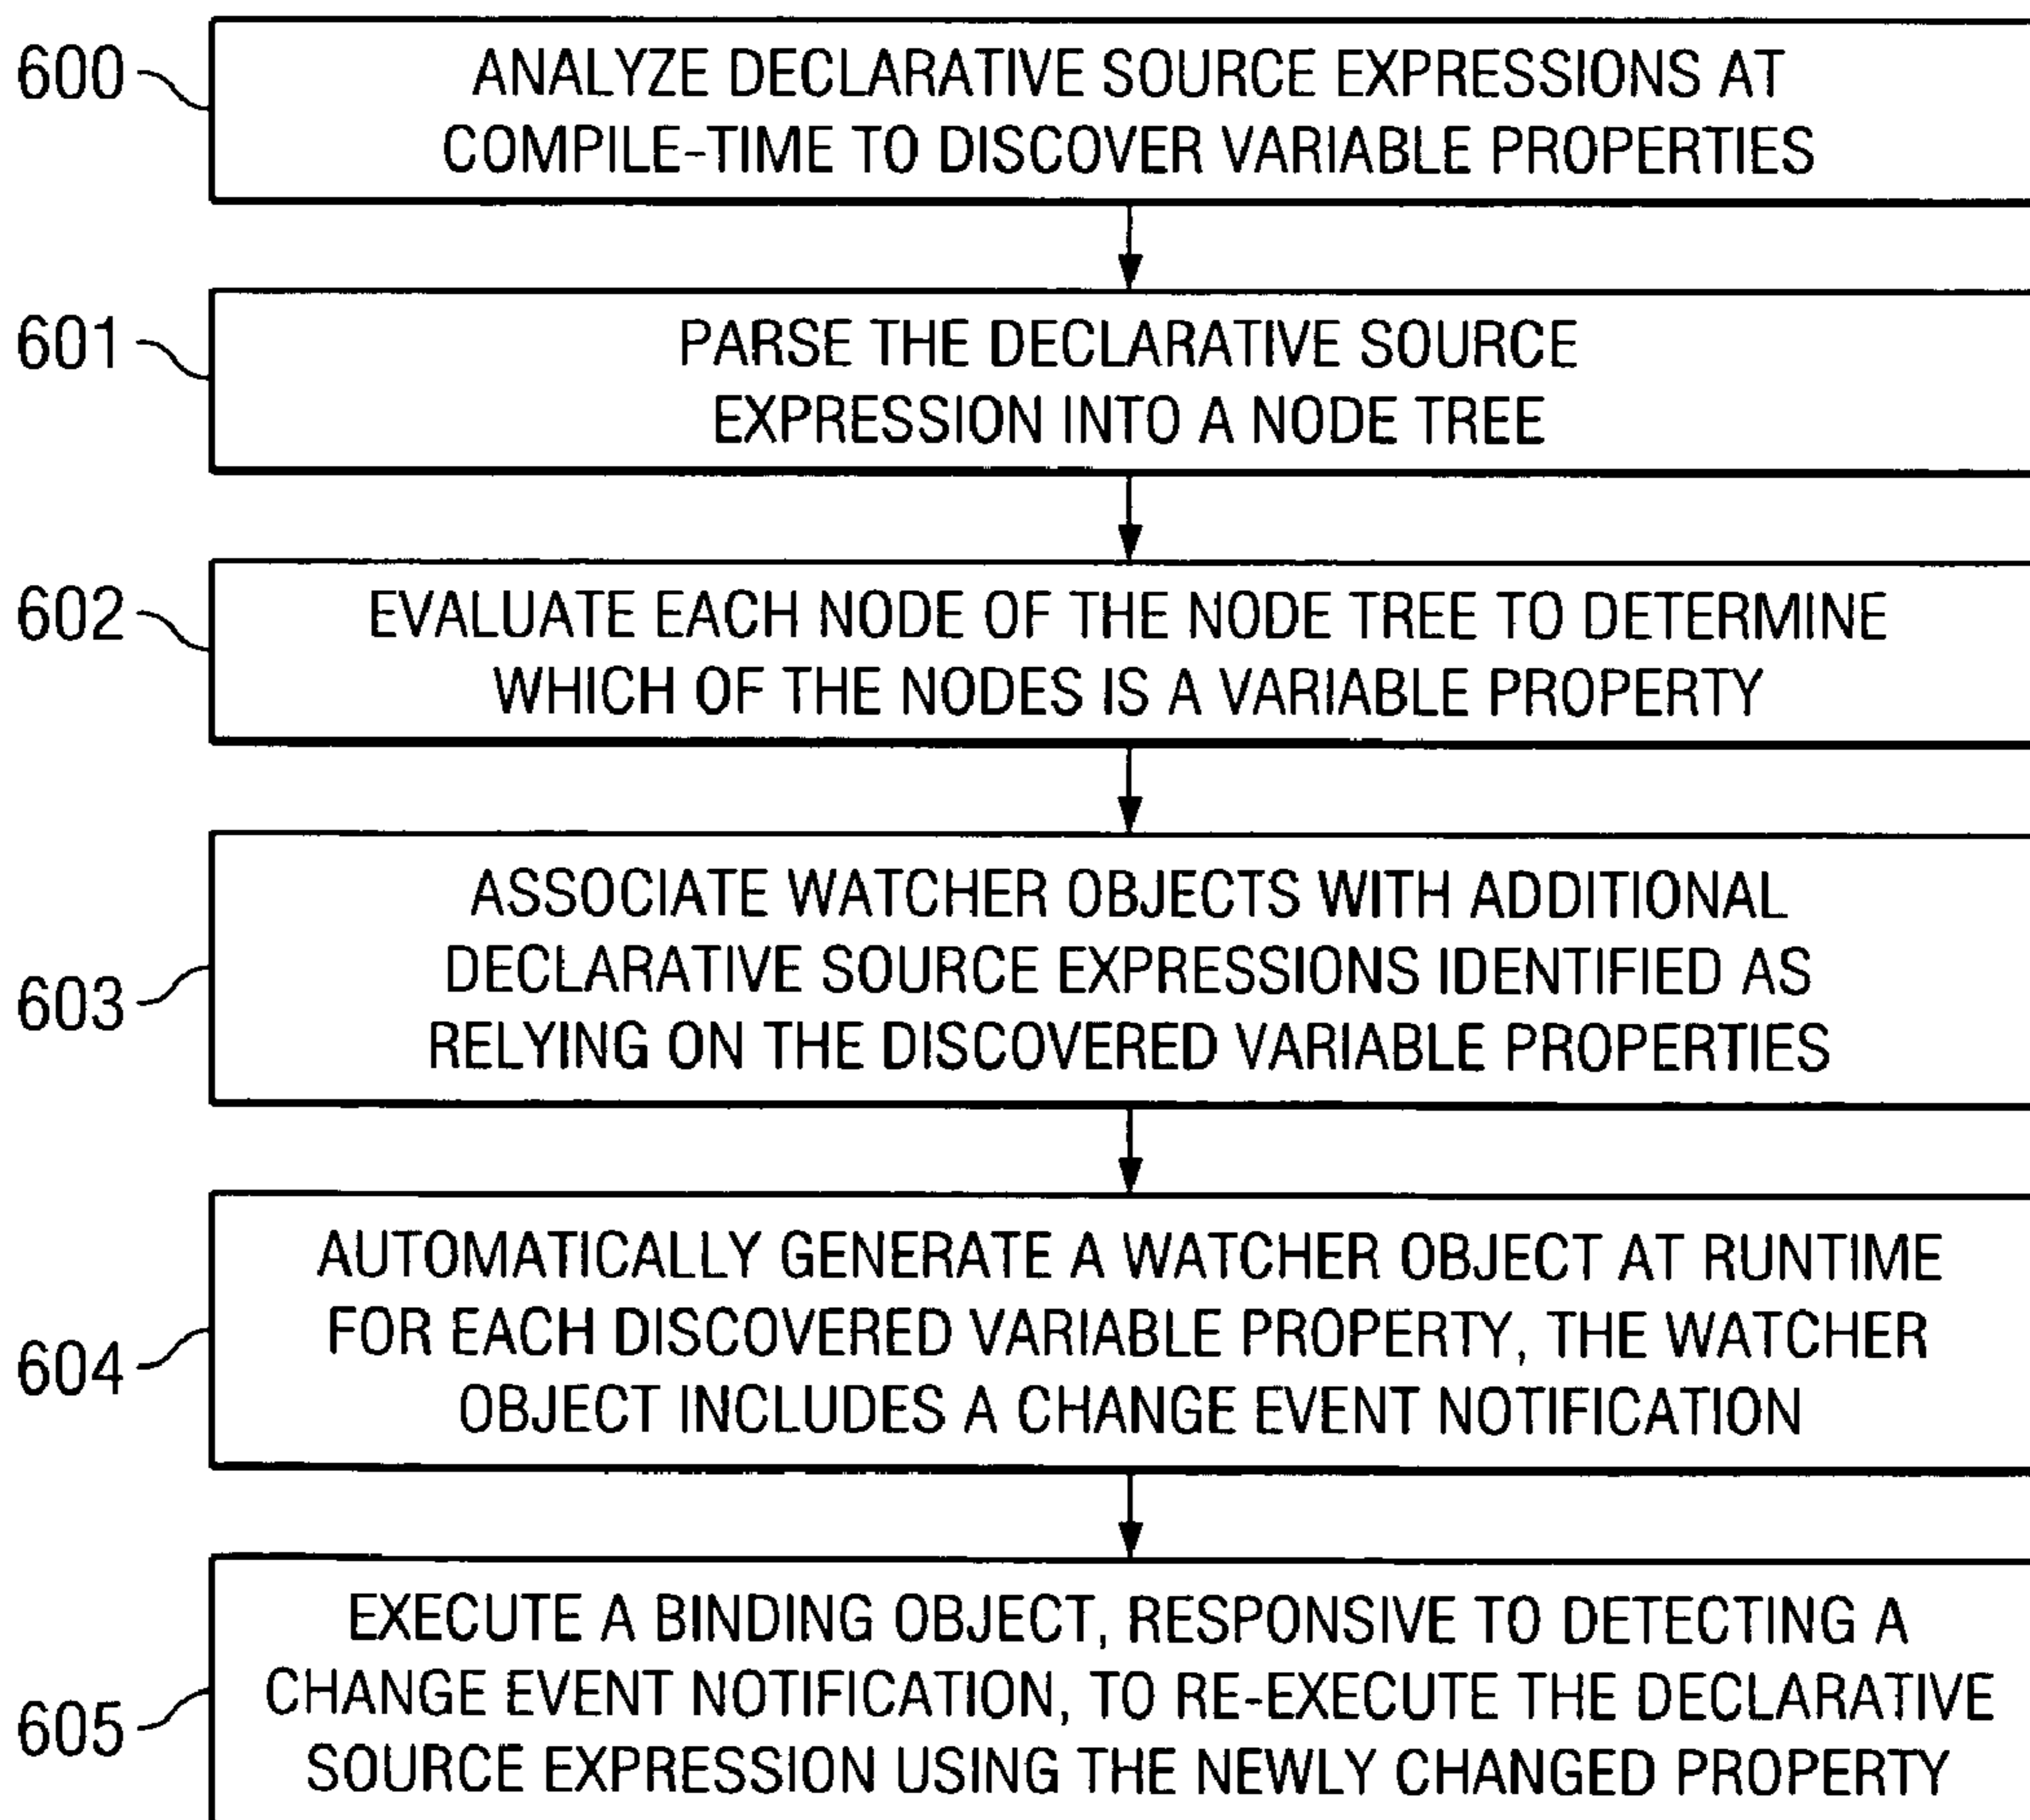 600
ANALYZE DECLARATIVE SOURCE EXPRESSIONS AT
COMPILE-TIME TO DISCOVER VARIABLE PROPERTIES
601
PARSE THE DECLARATIVE SOURCE
EXPRESSION INTO A NODE TREE
602
EVALUATE EACH NODE OF THE NODE TREE TO DETERMINE
WHICH OF THE NODES IS A VARIABLE PROPERTY
603
ASSOCIATE WATCHER OBJECTS WITH ADDITIONAL
DECLARATIVE SOURCE EXPRESSIONS IDENTIFIED AS
RELYING ON THE DISCOVERED VARIABLE PROPERTIES
604
AUTOMATICALLY GENERATE A WATCHER OBJECT AT RUNTIME
FOR EACH DISCOVERED VARIABLE PROPERTY, THE WATCHER
OBJECT INCLUDES A CHANGE EVENT NOTIFICATION
605
EXECUTE A BINDING OBJECT, RESPONSIVE TO DETECTING A
CHANGE EVENT NOTIFICATION, TO RE-EXECUTE THE DECLARATIVE
SOURCE EXPRESSION USING THE NEWLY CHANGED PROPERTY